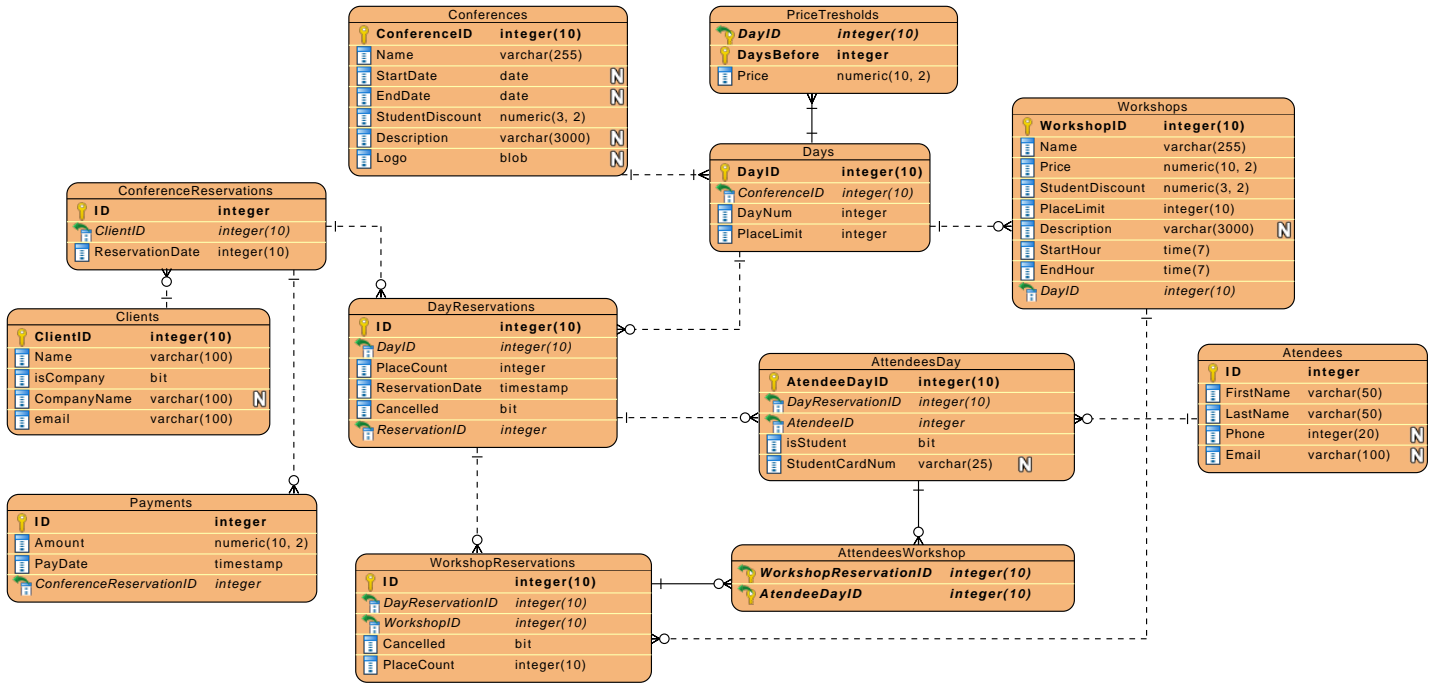 Conferences
ConferenceID integer(10)
Name varchar(255)
StartDate date N
EndDate date N
StudentDiscount numeric(3, 2)
Description varchar(3000) N
Logo blob N
PriceTresholds
DayID integer(10)
DaysBefore integer
Price numeric(10, 2)
Workshops
WorkshopID integer(10)
Name varchar(255)
Price numeric(10, 2)
StudentDiscount numeric(3, 2)
PlaceLimit integer(10)
Description varchar(3000) N
StartHour time(7)
EndHour time(7)
DayID integer(10)
Days
DayID integer(10)
ConferenceID integer(10)
DayNum integer
PlaceLimit integer
ConferenceReservations
ID integer
ClientID integer(10)
ReservationDate integer(10)
Clients
ClientID integer(10)
Name varchar(100)
isCompany bit
CompanyName varchar(100) N
email varchar(100)
DayReservations
ID integer(10)
DayID integer(10)
PlaceCount integer
ReservationDate timestamp
Cancelled bit
ReservationID integer
AttendeesDay
AtendeeDayID integer(10)
DayReservationID integer(10)
AtendeeID integer
isStudent bit
StudentCardNum varchar(25) N
Atendees
ID integer
FirstName varchar(50)
LastName varchar(50)
Phone integer(20) N
Email varchar(100) N
Payments
ID integer
Amount numeric(10, 2)
PayDate timestamp
ConferenceReservationID integer
WorkshopReservations
ID integer(10)
DayReservationID integer(10)
WorkshopID integer(10)
Cancelled bit
PlaceCount integer(10)
AttendeesWorkshop
WorkshopReservationID integer(10)
AtendeeDayID integer(10)